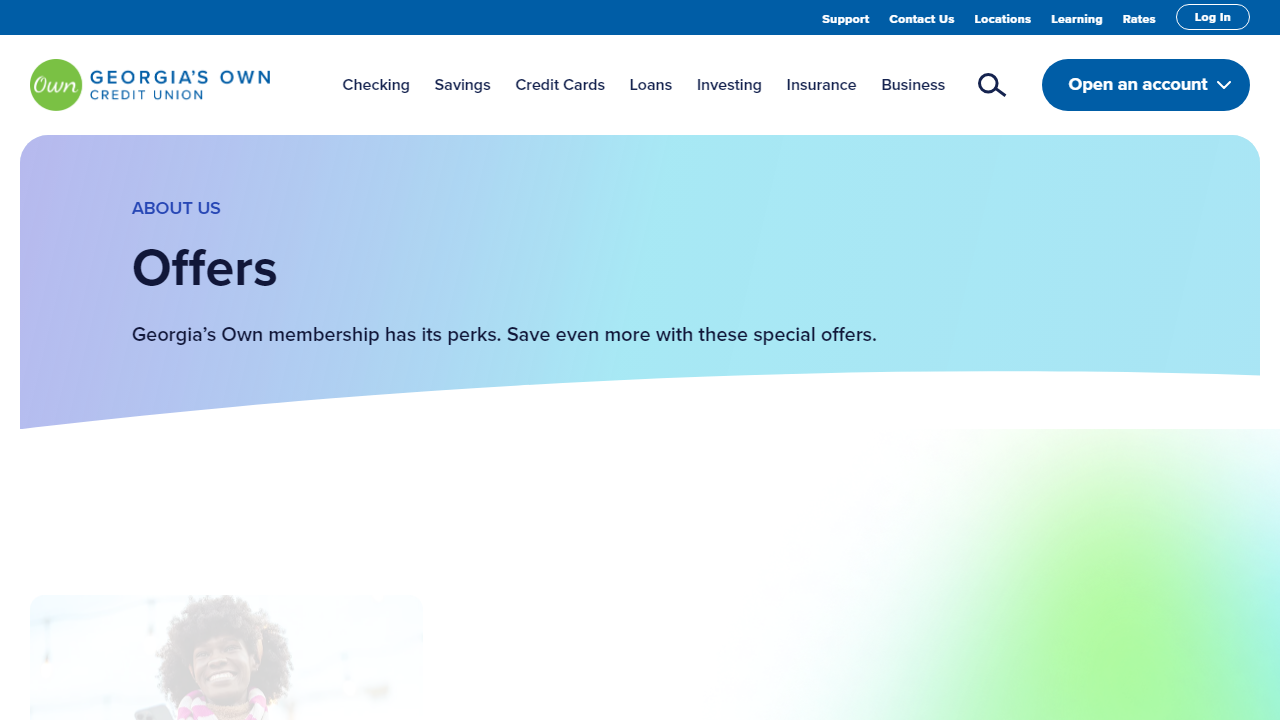 Support Contact Us Locations Learning Rates Log In
Own GEORGIA'S OWN
CREDIT UNION
Checking Savings Credit Cards Loans Investing Insurance Business Open an account
ABOUT US
Offers
Georgia’s Own membership has its perks. Save even more with these special offers.